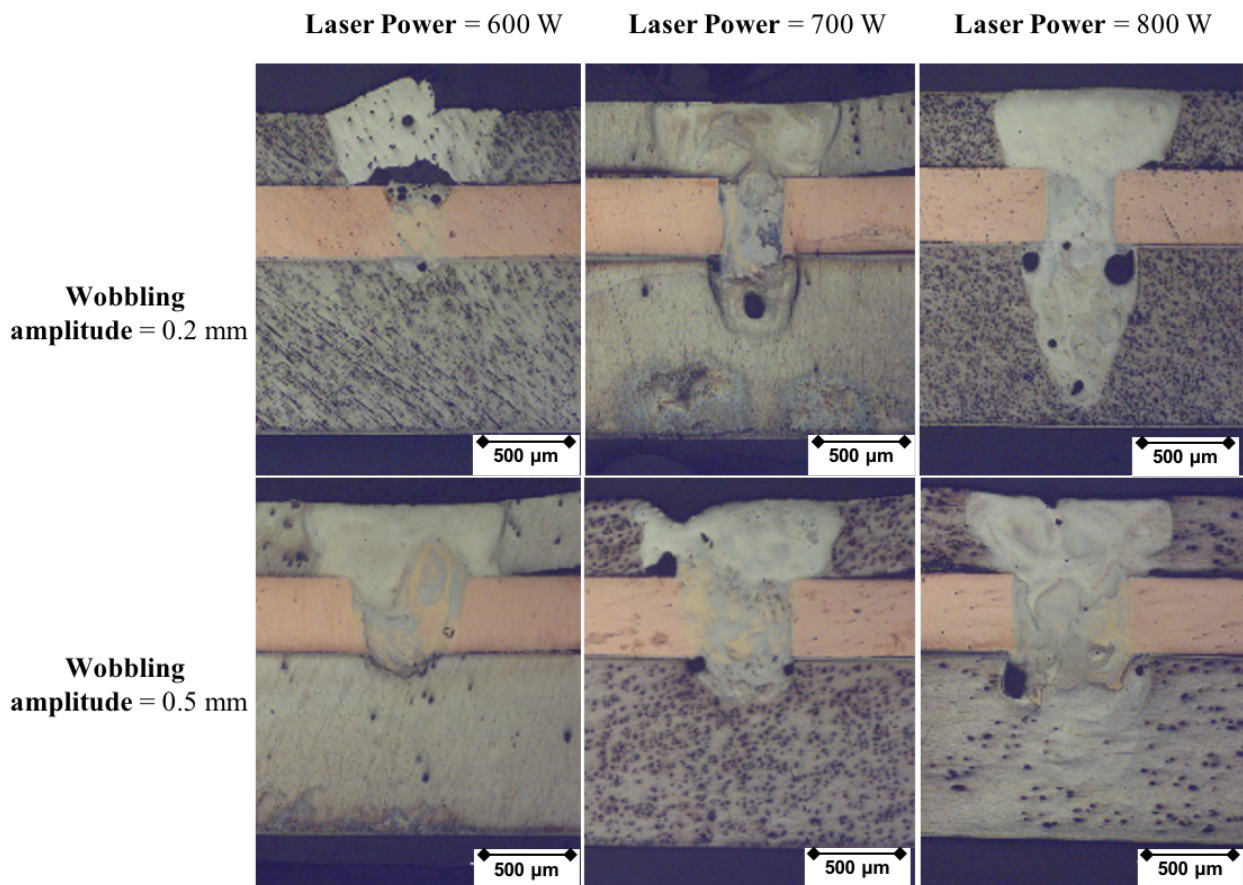 Laser Power = 600 W
Laser Power = 700 W
Laser Power = 800 W
Wobbling
amplitude = 0.2 mm
500 µm
500 µm
500 µm
Wobbling
amplitude = 0.5 mm
500 µm
500 µm
500 µm